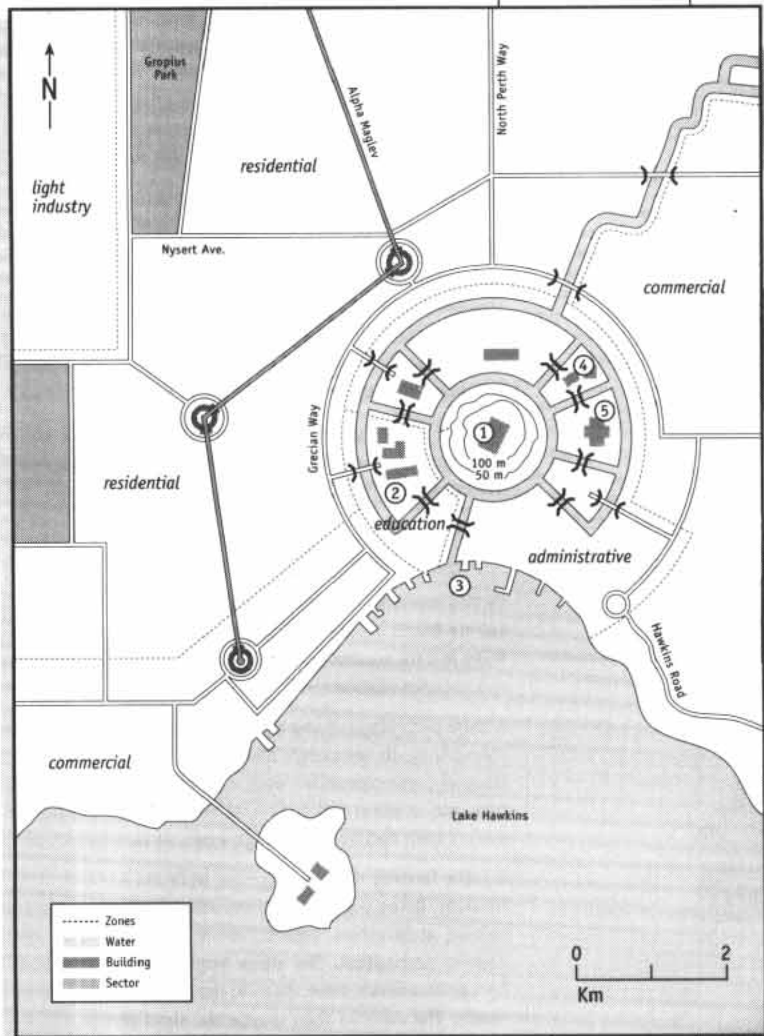 N
Gropius
Park
Alpha Maglev
North Perth Way
residential
light
industry
Nysert Ave.
commercial
4
5
Grecian Way
1
100 m
50 m
residential
2
education
administrative
3
Hawkins Road
commercial
Lake Hawkins
Zones
Water
Building
Sector
0 2
Km